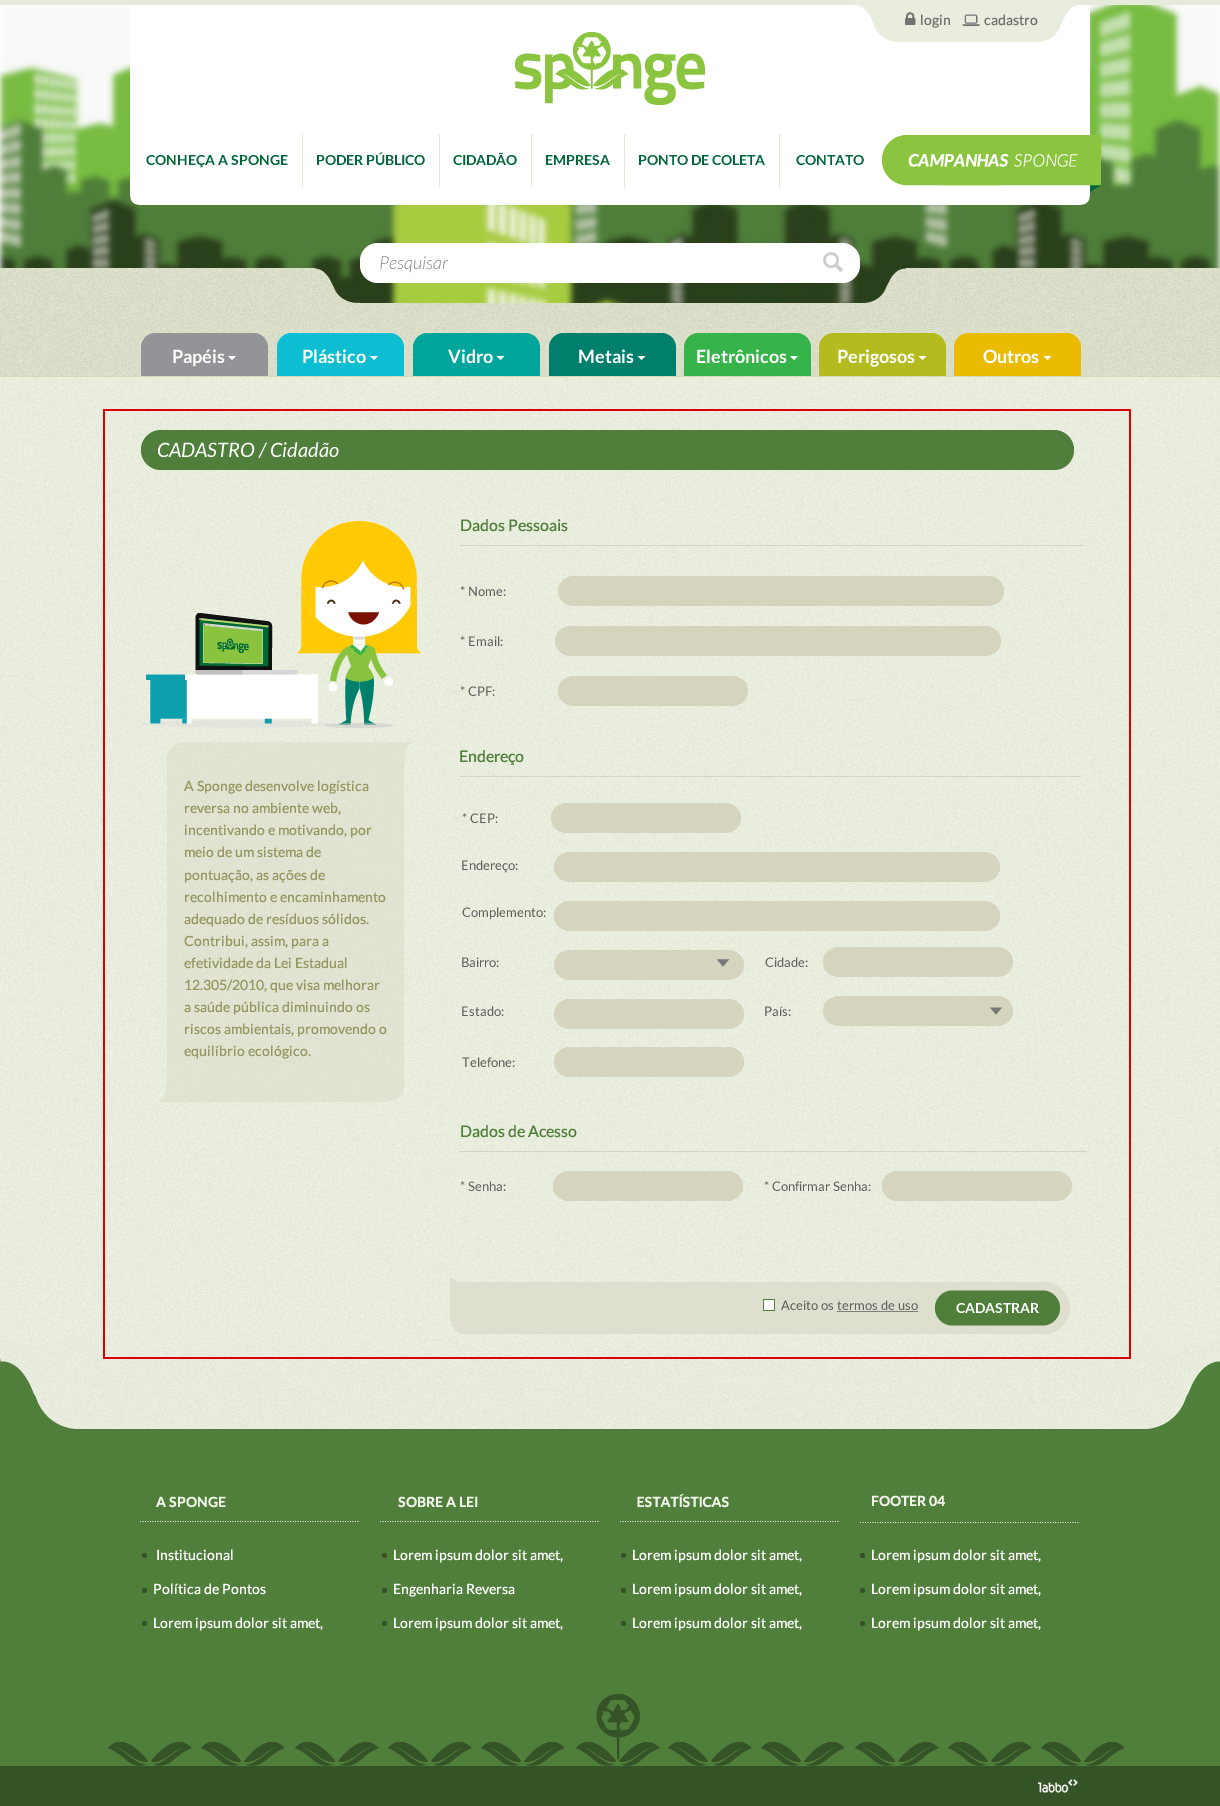 login cadastro
sponge
CONHEÇA A SPONGE PODER PÚBLICO CIDADÃO EMPRESA PONTO DE COLETA CONTATO CAMPANHAS SPONGE
Pesquisar
Papéis Plástico Vidro Metais Eletrônicos Perigosos Outros
CADASTRO / Cidadão
sponge
A Sponge desenvolve logística
reversa no ambiente web,
incentivando e motivando, por
meio de um sistema de
pontuação, as ações de
recolhimento e encaminhamento
adequado de resíduos sólidos.
Contribui, assim, para a
efetividade da Lei Estadual
12.305/2010, que visa melhorar
a saúde pública diminuindo os
riscos ambientais, promovendo o
equilíbrio ecológico.
Dados Pessoais
* Nome:
* Email:
* CPF:
Endereço
* CEP:
Endereço:
Complemento:
Bairro: Cidade:
Estado: País:
Telefone:
Dados de Acesso
* Senha: * Confirmar Senha:
Aceito os termos de uso CADASTRAR
A SPONGE
Institucional
Política de Pontos
Lorem ipsum dolor sit amet,
SOBRE A LEI
Lorem ipsum dolor sit amet,
Engenharia Reversa
Lorem ipsum dolor sit amet,
ESTATÍSTICAS
Lorem ipsum dolor sit amet,
Lorem ipsum dolor sit amet,
Lorem ipsum dolor sit amet,
FOOTER 04
Lorem ipsum dolor sit amet,
Lorem ipsum dolor sit amet,
Lorem ipsum dolor sit amet,
labbo